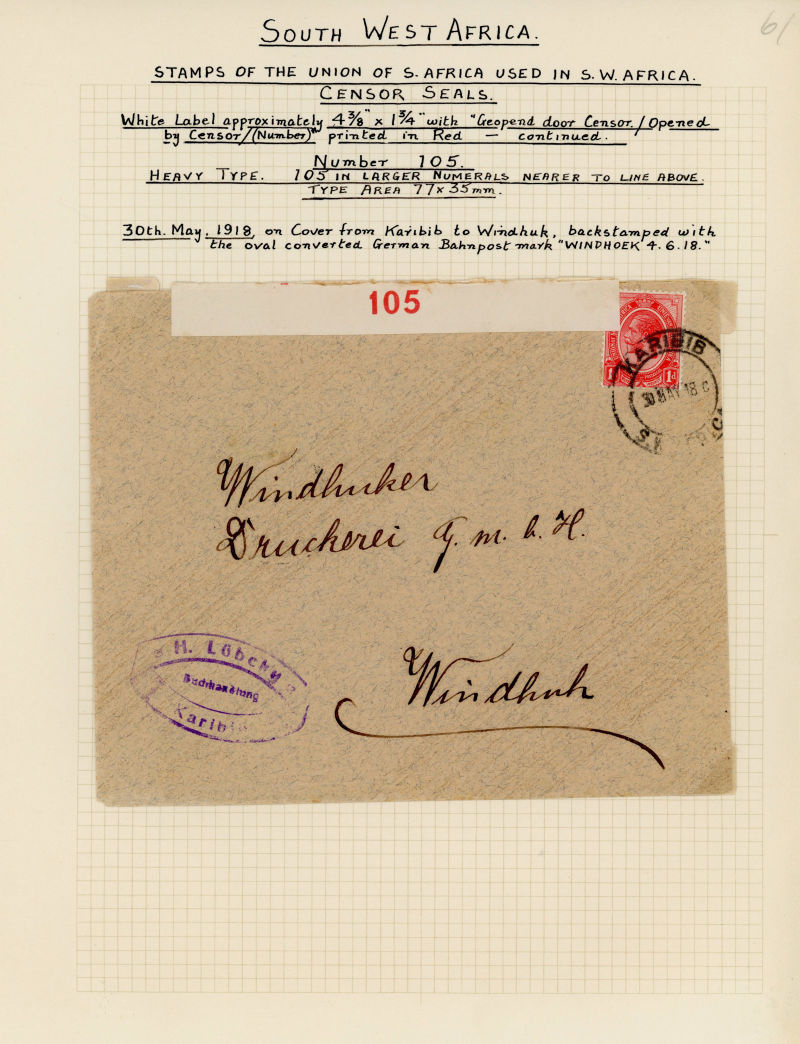 61
SOUTH WEST AFRICA.
STAMPS OF THE UNION OF S. AFRICA USED IN S.W. AFRICA.
CENSOR SEALS.
White Label approximately 4⅜" x 1¾" with "Geopend door Censor./Opened
by Censor/(Number)" printed in Red — continued.
Number 105.
HEAVY TYPE. 105 IN LARGER NUMERALS NEARER TO LINE ABOVE.
TYPE AREA 77 x 35 mm.
30th. May, 1918, on Cover from Karibib to Windhuk, backstamped with
the oval converted German Bahnpost mark "WINDHOEK 4.6.18."
105
1d
KARIBIB
30 MAY 18
Windhuker
Druckerei G. m. b. H.
Windhuk
H. Lübcke
Buchhandlung
Karibib